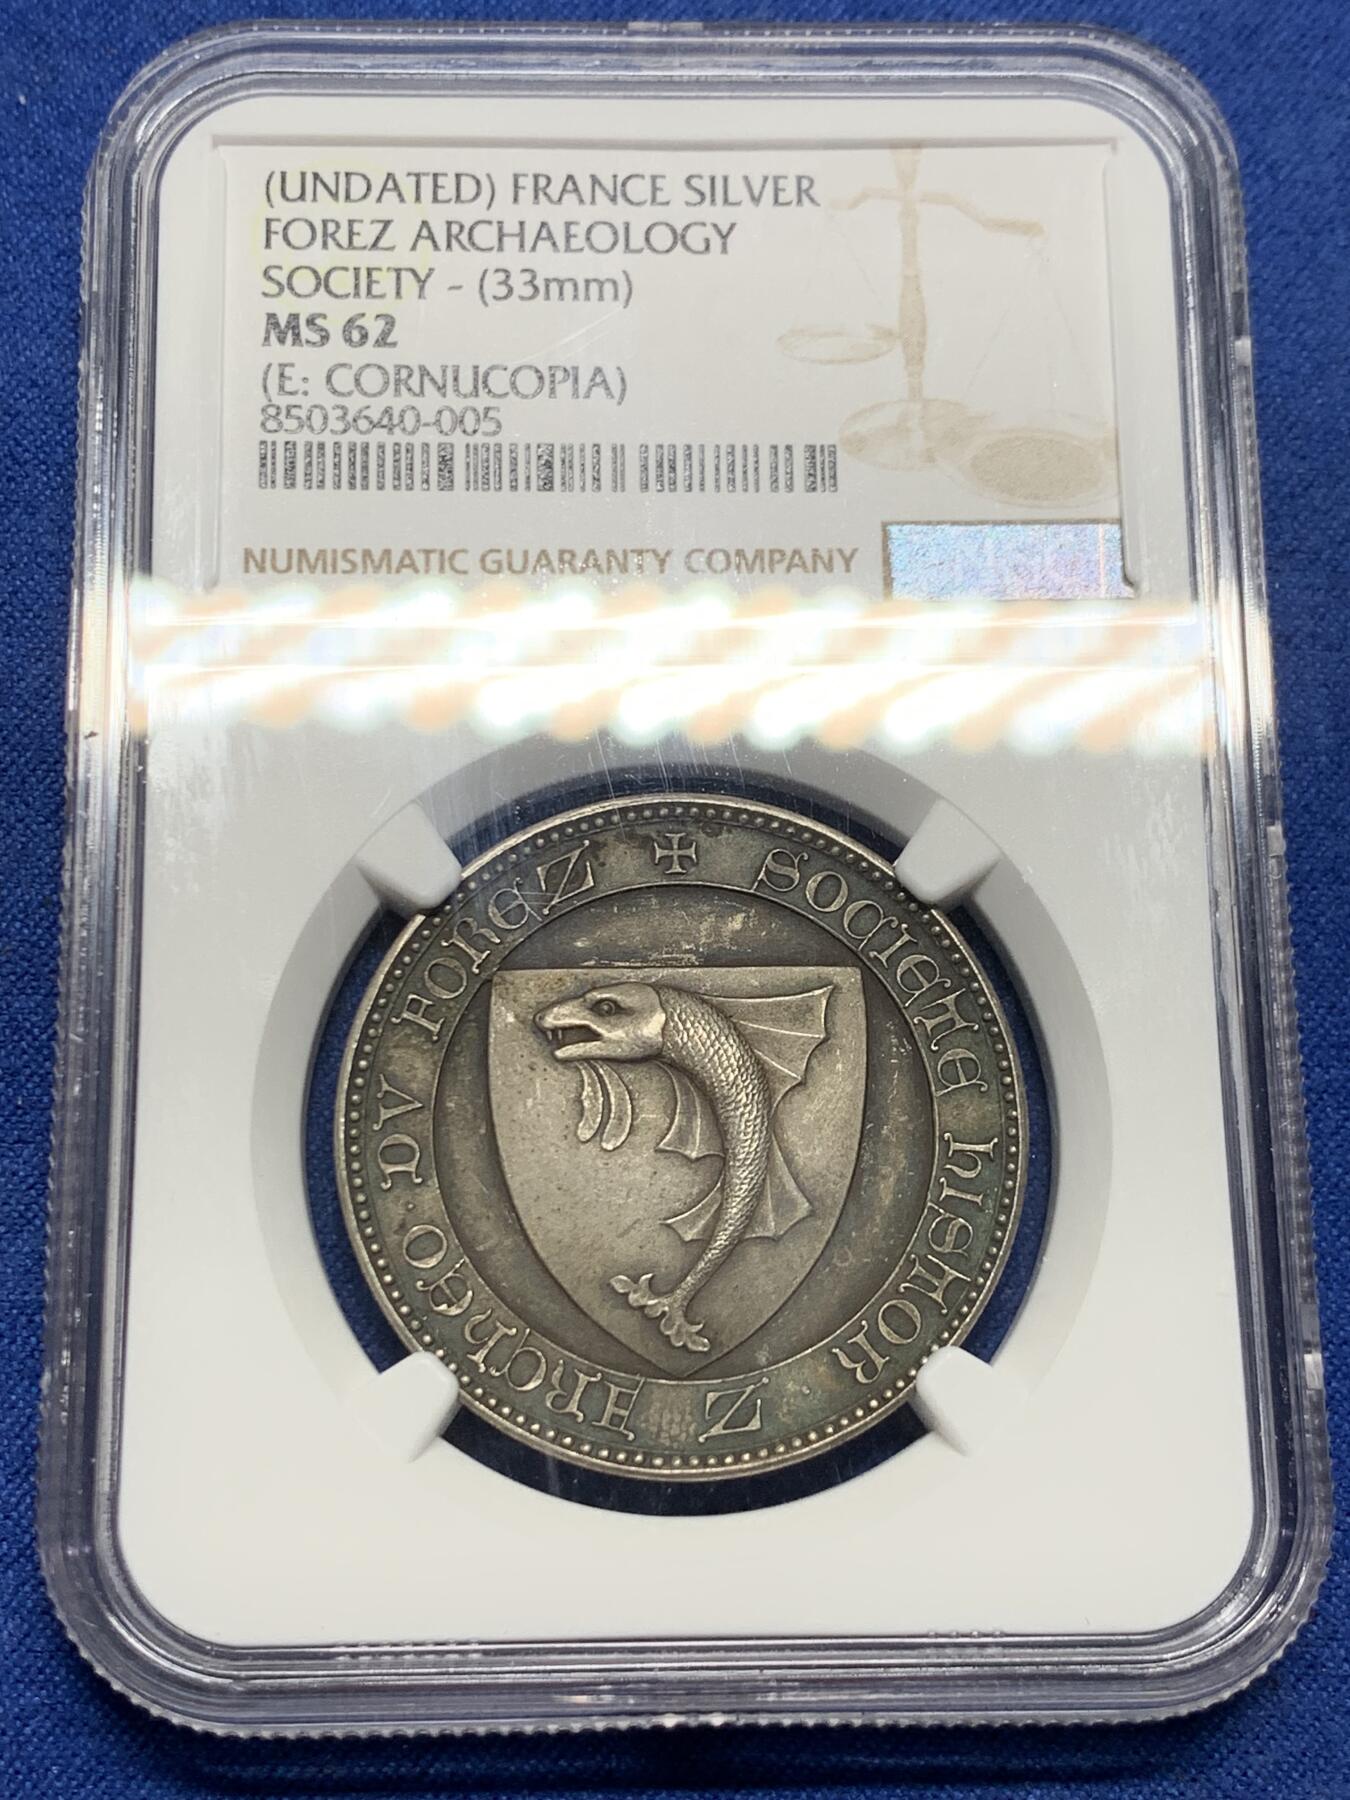 (UNDATED) FRANCE SILVER
FOREZ ARCHAEOLOGY
SOCIETY - (33mm)
MS 62
(E: CORNUCOPIA)
8503640-005
NUMISMATIC GUARANTY COMPANY
✠ SOCIETE HISTOR Z ARCHEO · DV FOREZ